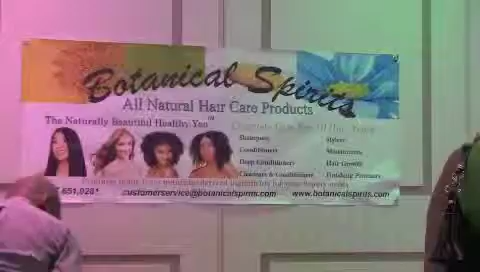 Botanical Spirits
All Natural Hair Care Products
The Naturally Beautiful Healthy You™
Shampoos
Stylers
Conditioners
Moisturizers
Deep Conditioners
Hair Growth
Cleansers & Conditioners
Finishing Products
customerservice@botanicalspirits.com
www.botanicalspirits.com